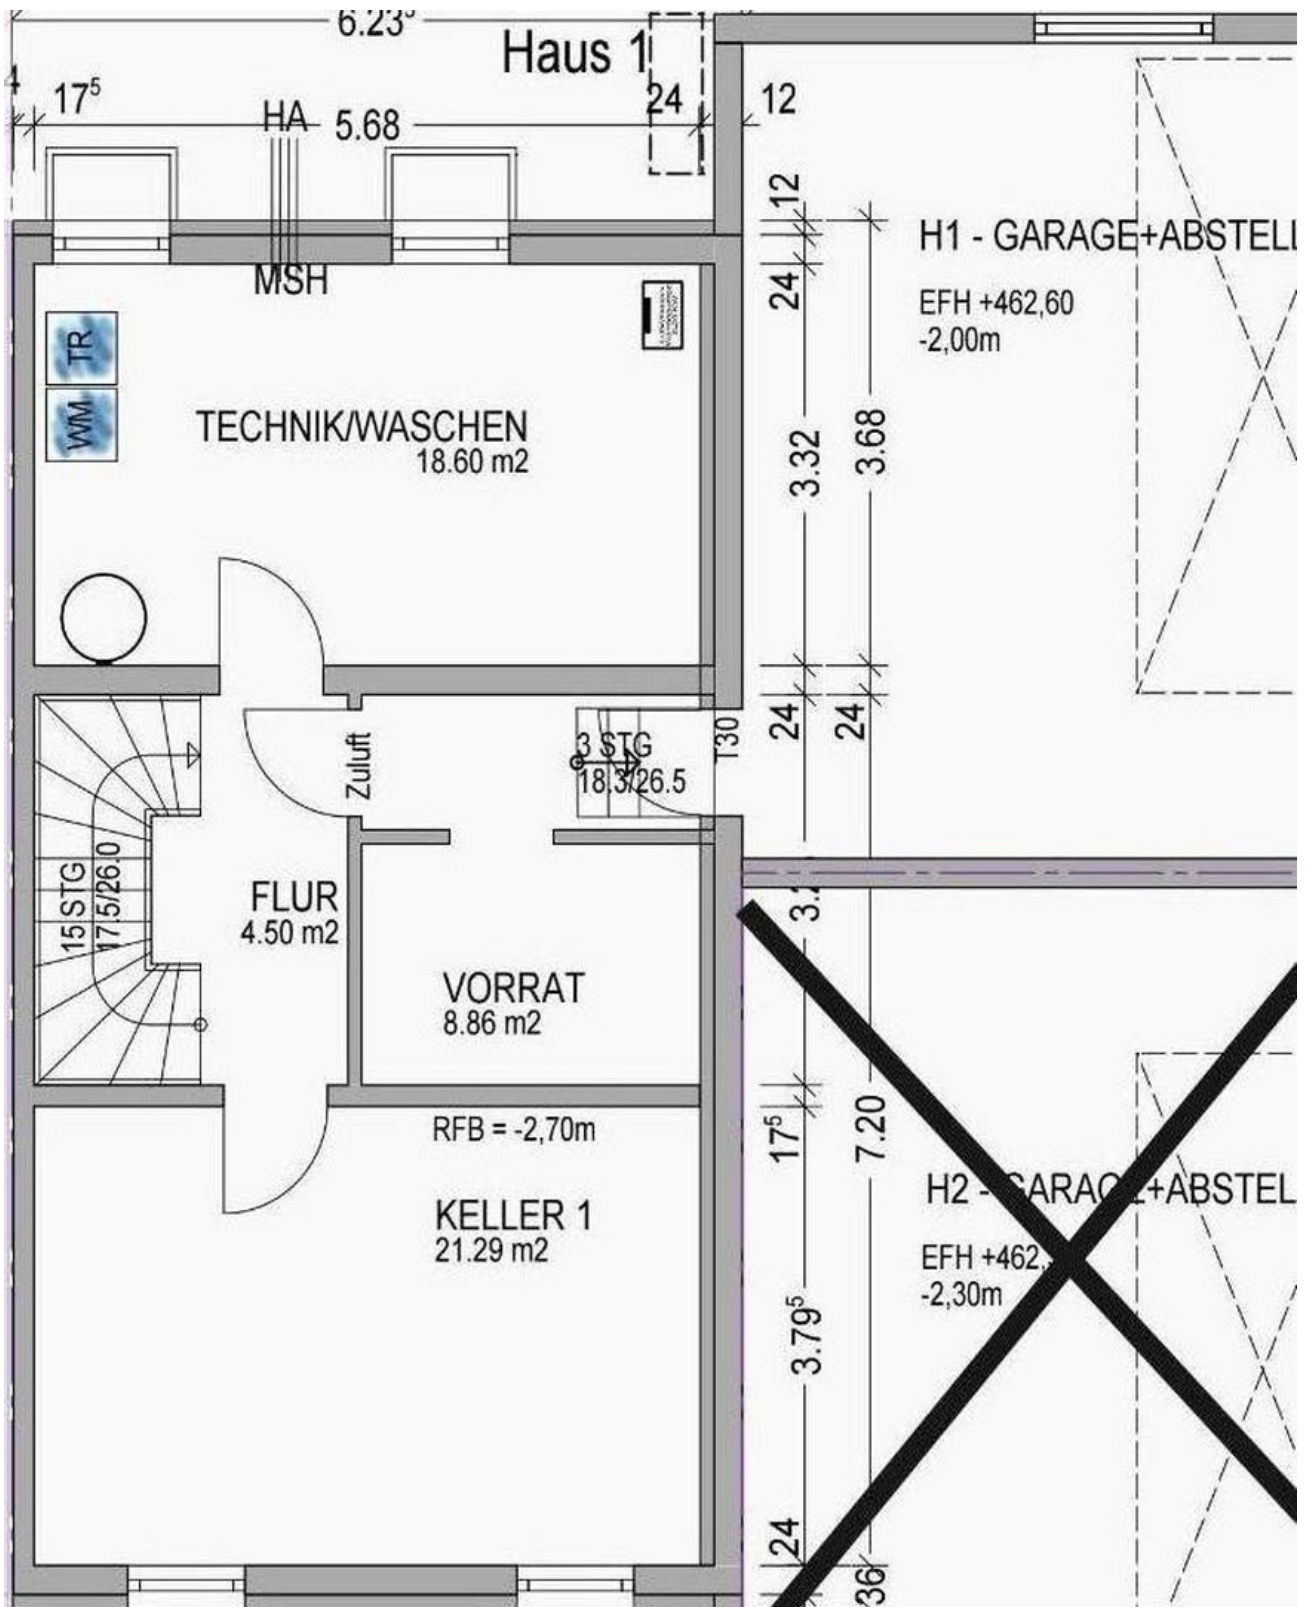 6.23⁵
Haus 1
4
17⁵
HA
5.68
24
12
12
24
MSH
H1 - GARAGE+ABSTELL
EFH +462,60
-2,00m
TR
WM
TECHNIK/WASCHEN
18.60 m2
3.32
3.68
24
24
Zuluft
3 STG
18.3/26.5
T30
15 STG
17.5/26.0
FLUR
4.50 m2
VORRAT
8.86 m2
3.2
RFB = -2,70m
17⁵
7.20
KELLER 1
21.29 m2
H2 - GARAGE+ABSTEL
EFH +462,
-2,30m
3.79⁵
24
36